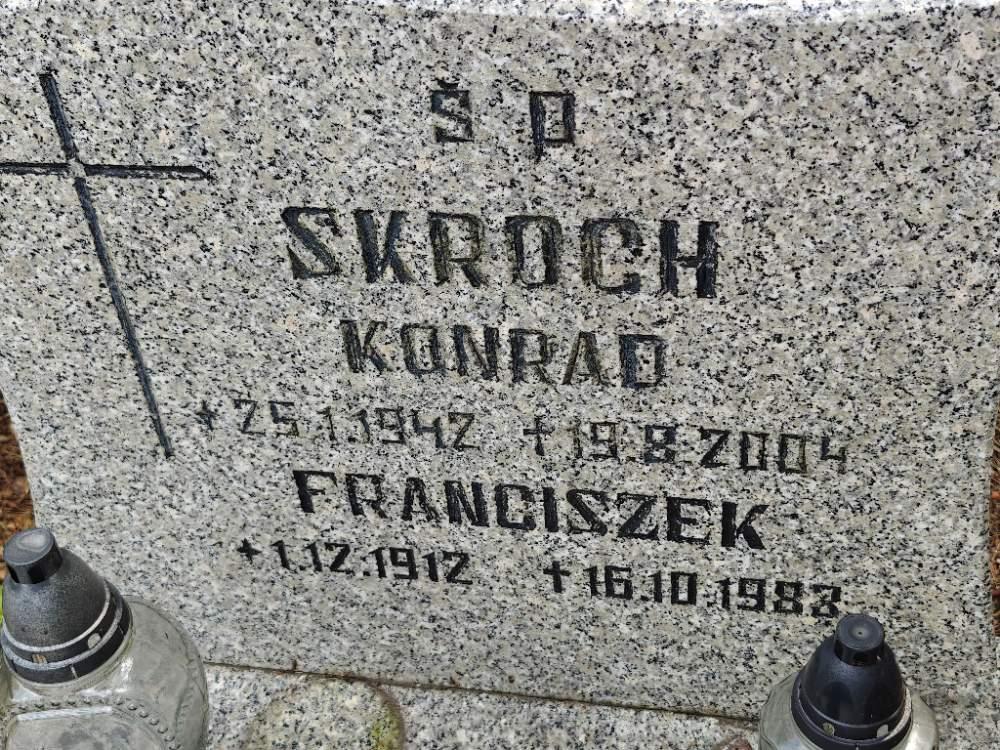 Ś P
SKROCH
KONRAD
* 25.1.1942 † 19.8.2004
FRANCISZEK
* 1.12.1912 † 16.10.1983